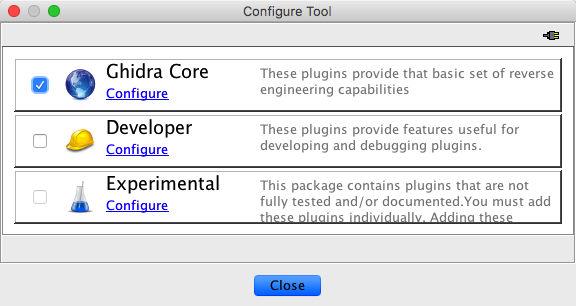 Configure Tool
Ghidra Core
Configure
These plugins provide that basic set of reverse
engineering capabilities
Developer
Configure
These plugins provide features useful for
developing and debugging plugins.
Experimental
Configure
This package contains plugins that are not
fully tested and/or documented.You must add
these plugins individually. Adding these
Close